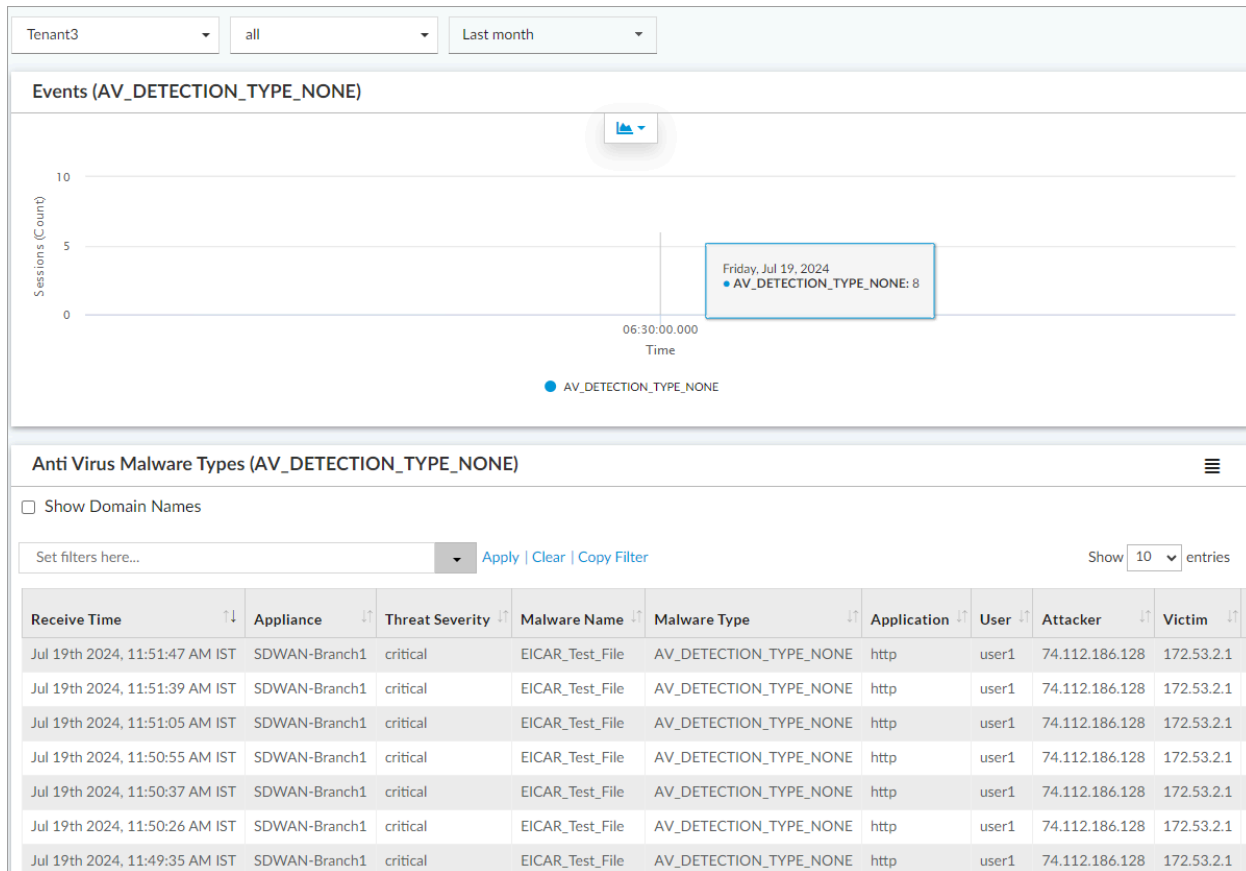 Tenant3 all Last month
Events (AV_DETECTION_TYPE_NONE)
10
Sessions (Count)
5
0
Friday, Jul 19, 2024
AV_DETECTION_TYPE_NONE: 8
06:30:00.000
Time
AV_DETECTION_TYPE_NONE
Anti Virus Malware Types (AV_DETECTION_TYPE_NONE)
Show Domain Names
Set filters here... Apply | Clear | Copy Filter Show 10 entries
Receive Time Appliance Threat Severity Malware Name Malware Type Application User Attacker Victim
Jul 19th 2024, 11:51:47 AM IST SDWAN-Branch1 critical EICAR_Test_File AV_DETECTION_TYPE_NONE http user1 74.112.186.128 172.53.2.1
Jul 19th 2024, 11:51:39 AM IST SDWAN-Branch1 critical EICAR_Test_File AV_DETECTION_TYPE_NONE http user1 74.112.186.128 172.53.2.1
Jul 19th 2024, 11:51:05 AM IST SDWAN-Branch1 critical EICAR_Test_File AV_DETECTION_TYPE_NONE http user1 74.112.186.128 172.53.2.1
Jul 19th 2024, 11:50:55 AM IST SDWAN-Branch1 critical EICAR_Test_File AV_DETECTION_TYPE_NONE http user1 74.112.186.128 172.53.2.1
Jul 19th 2024, 11:50:37 AM IST SDWAN-Branch1 critical EICAR_Test_File AV_DETECTION_TYPE_NONE http user1 74.112.186.128 172.53.2.1
Jul 19th 2024, 11:50:26 AM IST SDWAN-Branch1 critical EICAR_Test_File AV_DETECTION_TYPE_NONE http user1 74.112.186.128 172.53.2.1
Jul 19th 2024, 11:49:35 AM IST SDWAN-Branch1 critical EICAR_Test_File AV_DETECTION_TYPE_NONE http user1 74.112.186.128 172.53.2.1